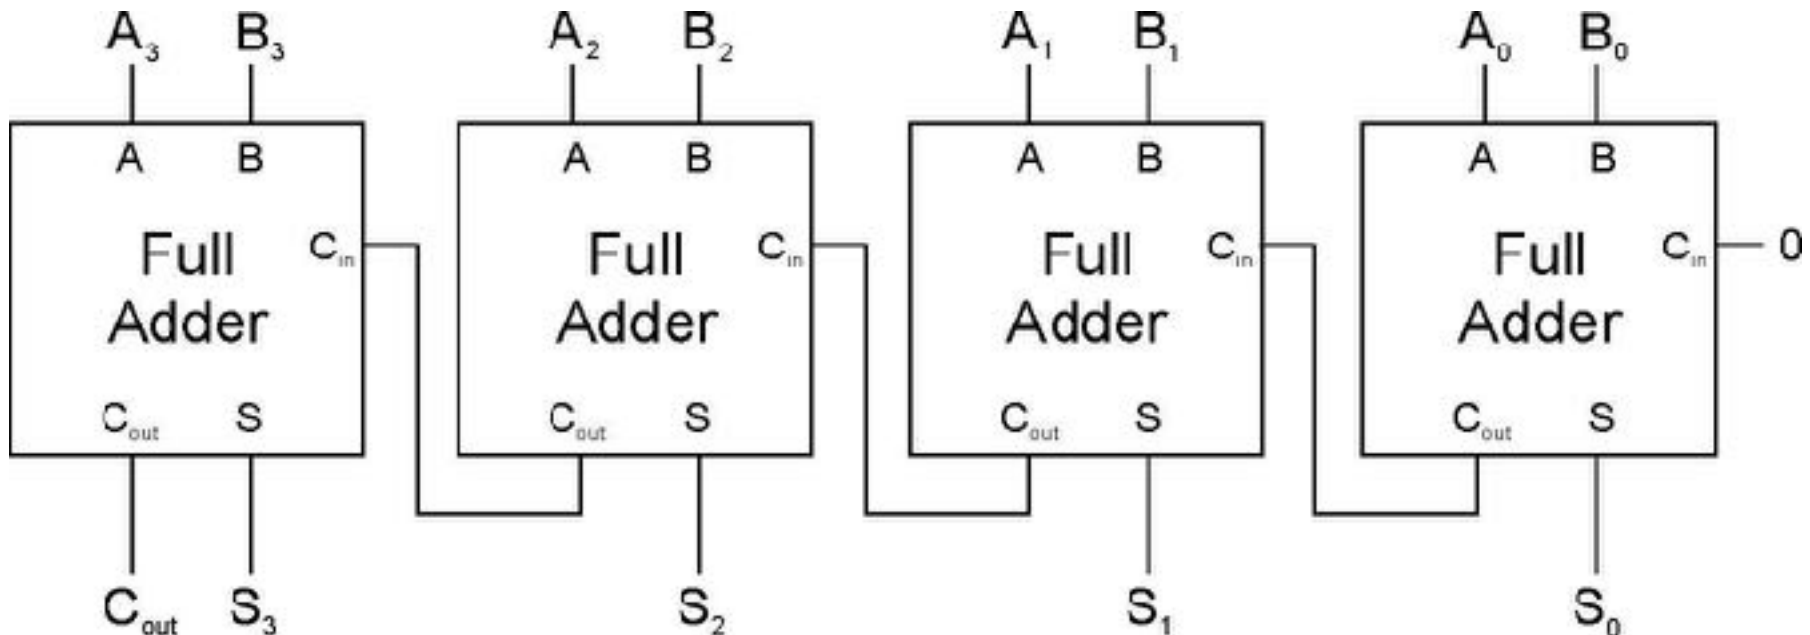 A3 B3 A2 B2 A1 B1 A0 B0
A B A B A B A B
Cin Cin Cin Cin 0
Full Full Full Full
Adder Adder Adder Adder
Cout S Cout S Cout S Cout S
Cout S3 S2 S1 S0